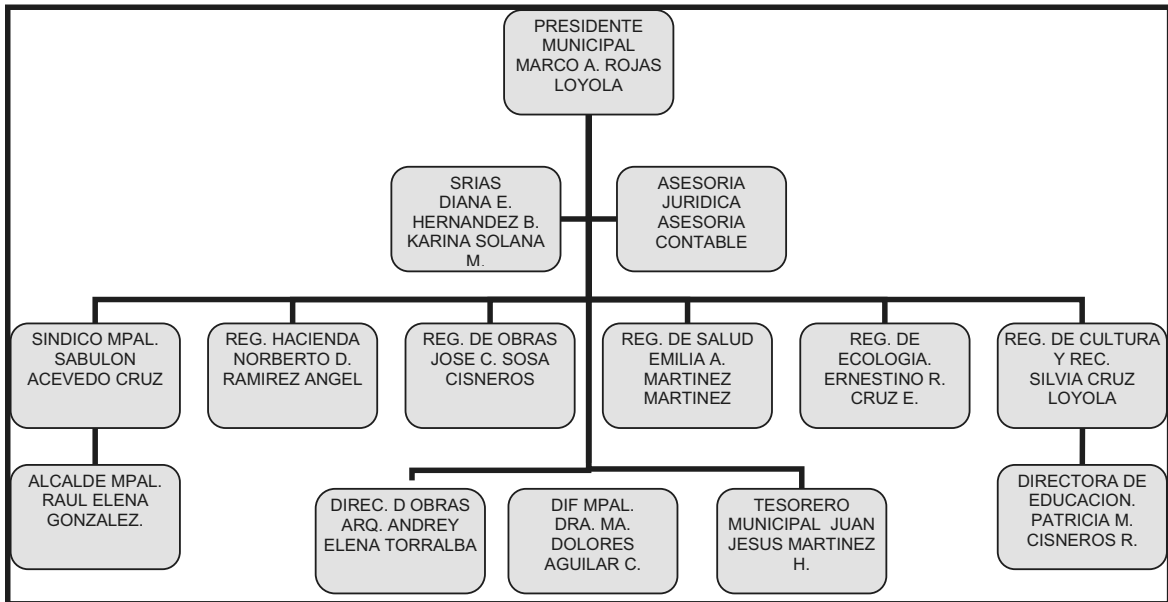 PRESIDENTE
MUNICIPAL
MARCO A. ROJAS
LOYOLA
SRIAS
DIANA E.
HERNANDEZ B.
KARINA SOLANA
M.
ASESORIA
JURIDICA
ASESORIA
CONTABLE
SINDICO MPAL.
SABULON
ACEVEDO CRUZ
REG. HACIENDA
NORBERTO D.
RAMIREZ ANGEL
REG. DE OBRAS
JOSE C. SOSA
CISNEROS
REG. DE SALUD
EMILIA A.
MARTINEZ
MARTINEZ
REG. DE
ECOLOGIA.
ERNESTINO R.
CRUZ E.
REG. DE CULTURA
Y REC.
SILVIA CRUZ
LOYOLA
ALCALDE MPAL.
RAUL ELENA
GONZALEZ.
DIREC. D OBRAS
ARQ. ANDREY
ELENA TORRALBA
DIF MPAL.
DRA. MA.
DOLORES
AGUILAR C.
TESORERO
MUNICIPAL JUAN
JESUS MARTINEZ
H.
DIRECTORA DE
EDUCACION.
PATRICIA M.
CISNEROS R.